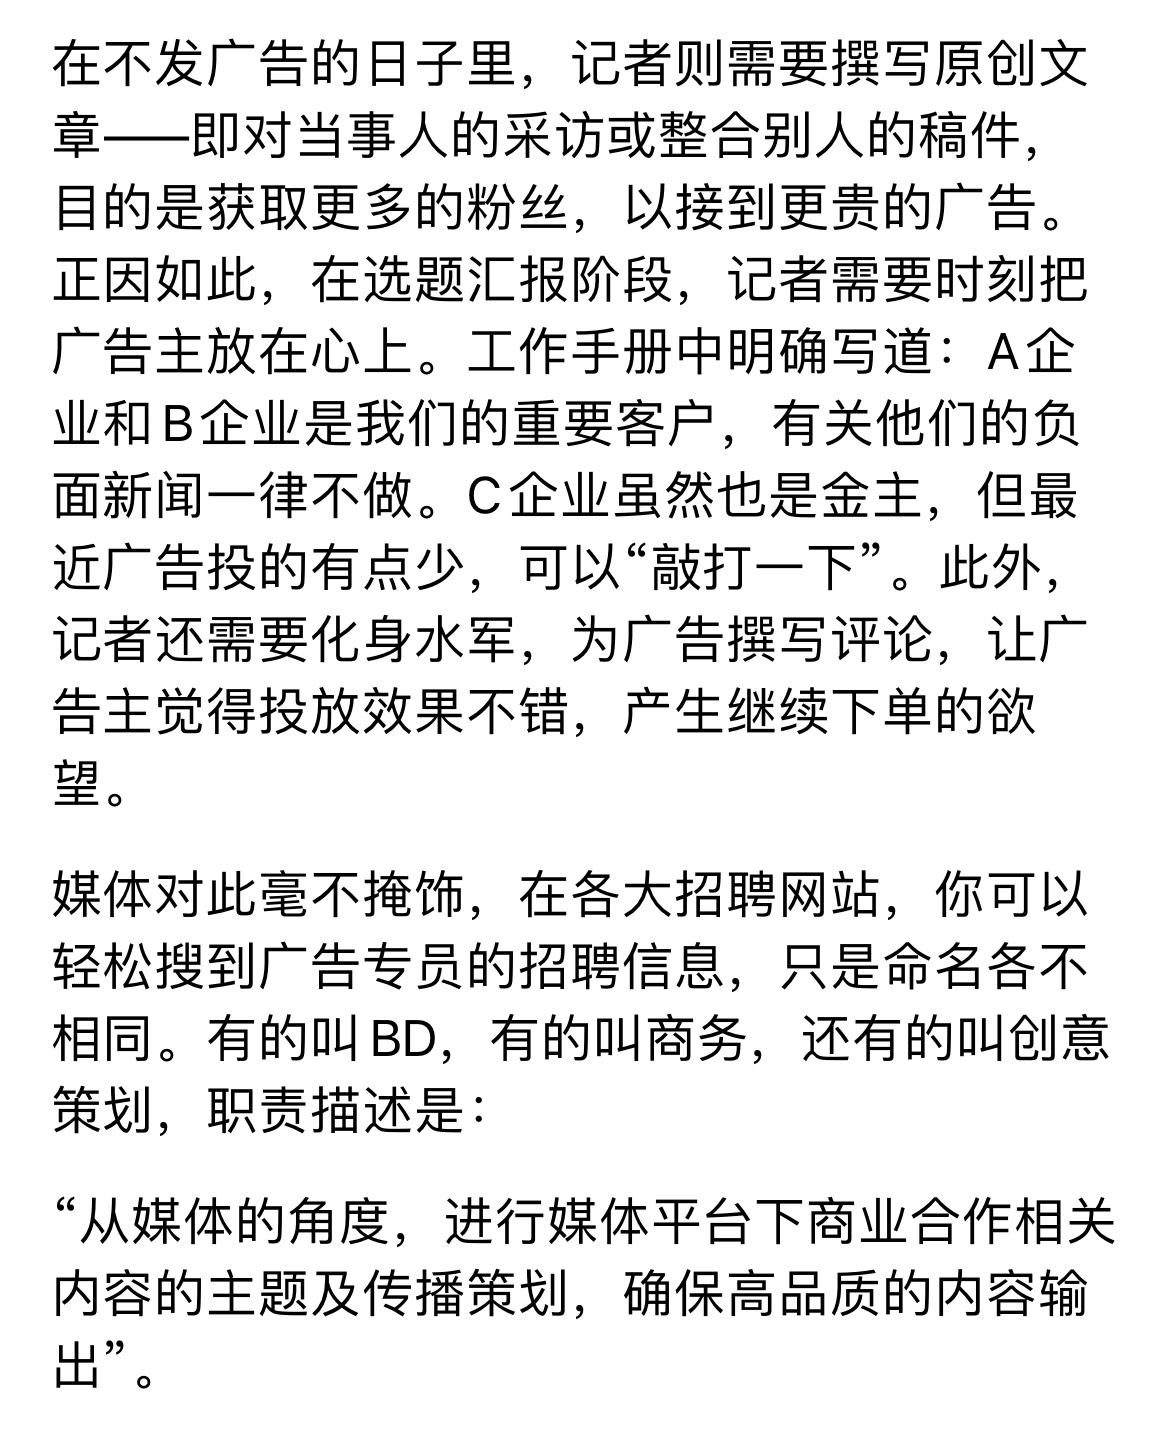 在不发广告的日子里，记者则需要撰写原创文
章——即对当事人的采访或整合别人的稿件，
目的是获取更多的粉丝，以接到更贵的广告。
正因如此，在选题汇报阶段，记者需要时刻把
广告主放在心上。工作手册中明确写道：A企
业和B企业是我们的重要客户，有关他们的负
面新闻一律不做。C企业虽然也是金主，但最
近广告投的有点少，可以“敲打一下”。此外，
记者还需要化身水军，为广告撰写评论，让广
告主觉得投放效果不错，产生继续下单的欲
望。
媒体对此毫不掩饰，在各大招聘网站，你可以
轻松搜到广告专员的招聘信息，只是命名各不
相同。有的叫BD，有的叫商务，还有的叫创意
策划，职责描述是：
“从媒体的角度，进行媒体平台下商业合作相关
内容的主题及传播策划，确保高品质的内容输
出”。